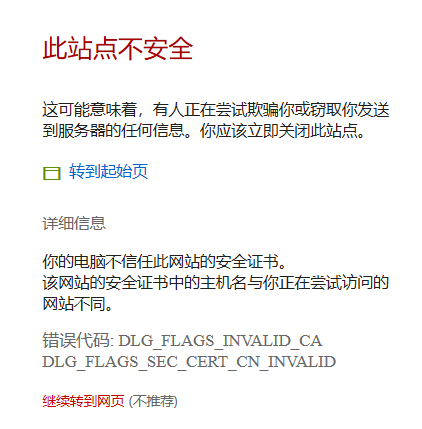 此站点不安全
这可能意味着，有人正在尝试欺骗你或窃取你发送
到服务器的任何信息。你应该立即关闭此站点。
转到起始页
详细信息
你的电脑不信任此网站的安全证书。
该网站的安全证书中的主机名与你正在尝试访问的
网站不同。
错误代码: DLG_FLAGS_INVALID_CA
DLG_FLAGS_SEC_CERT_CN_INVALID
继续转到网页 (不推荐)